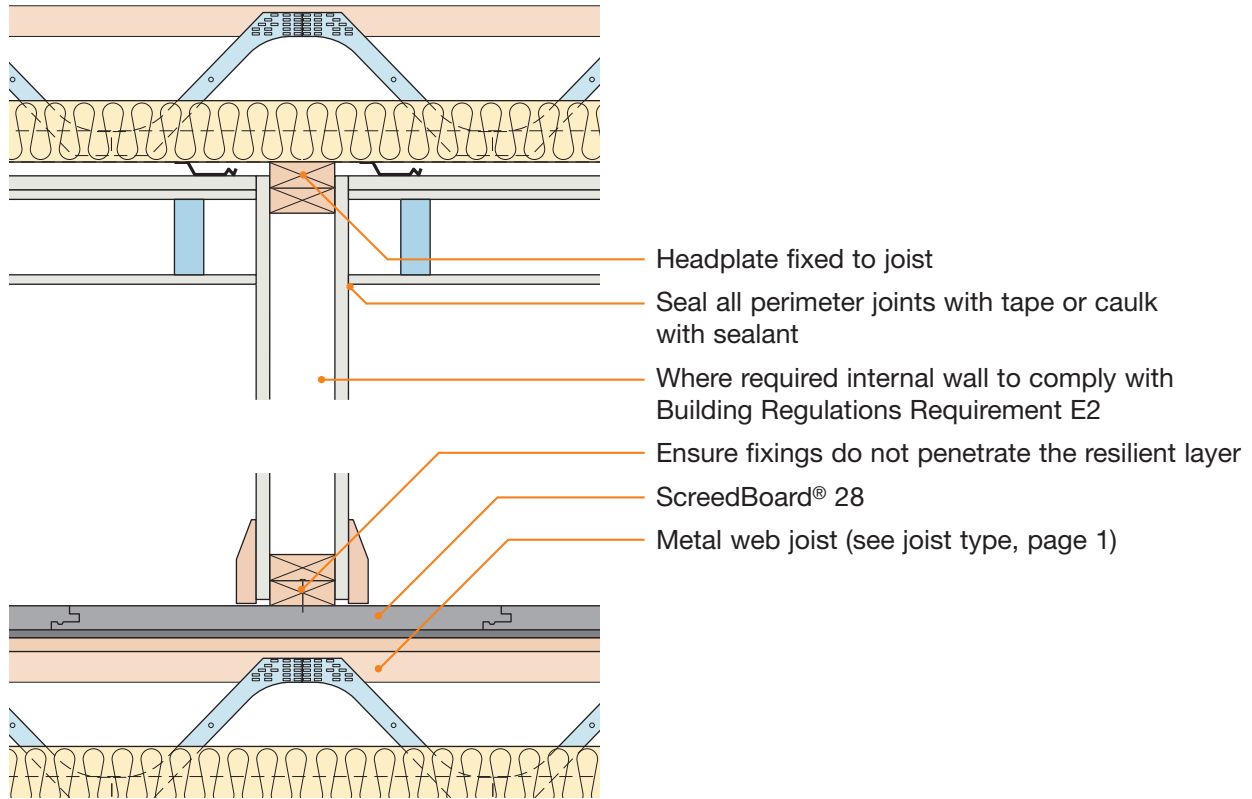 Headplate fixed to joist
Seal all perimeter joints with tape or caulk
with sealant
Where required internal wall to comply with
Building Regulations Requirement E2
Ensure fixings do not penetrate the resilient layer
ScreedBoard® 28
Metal web joist (see joist type, page 1)